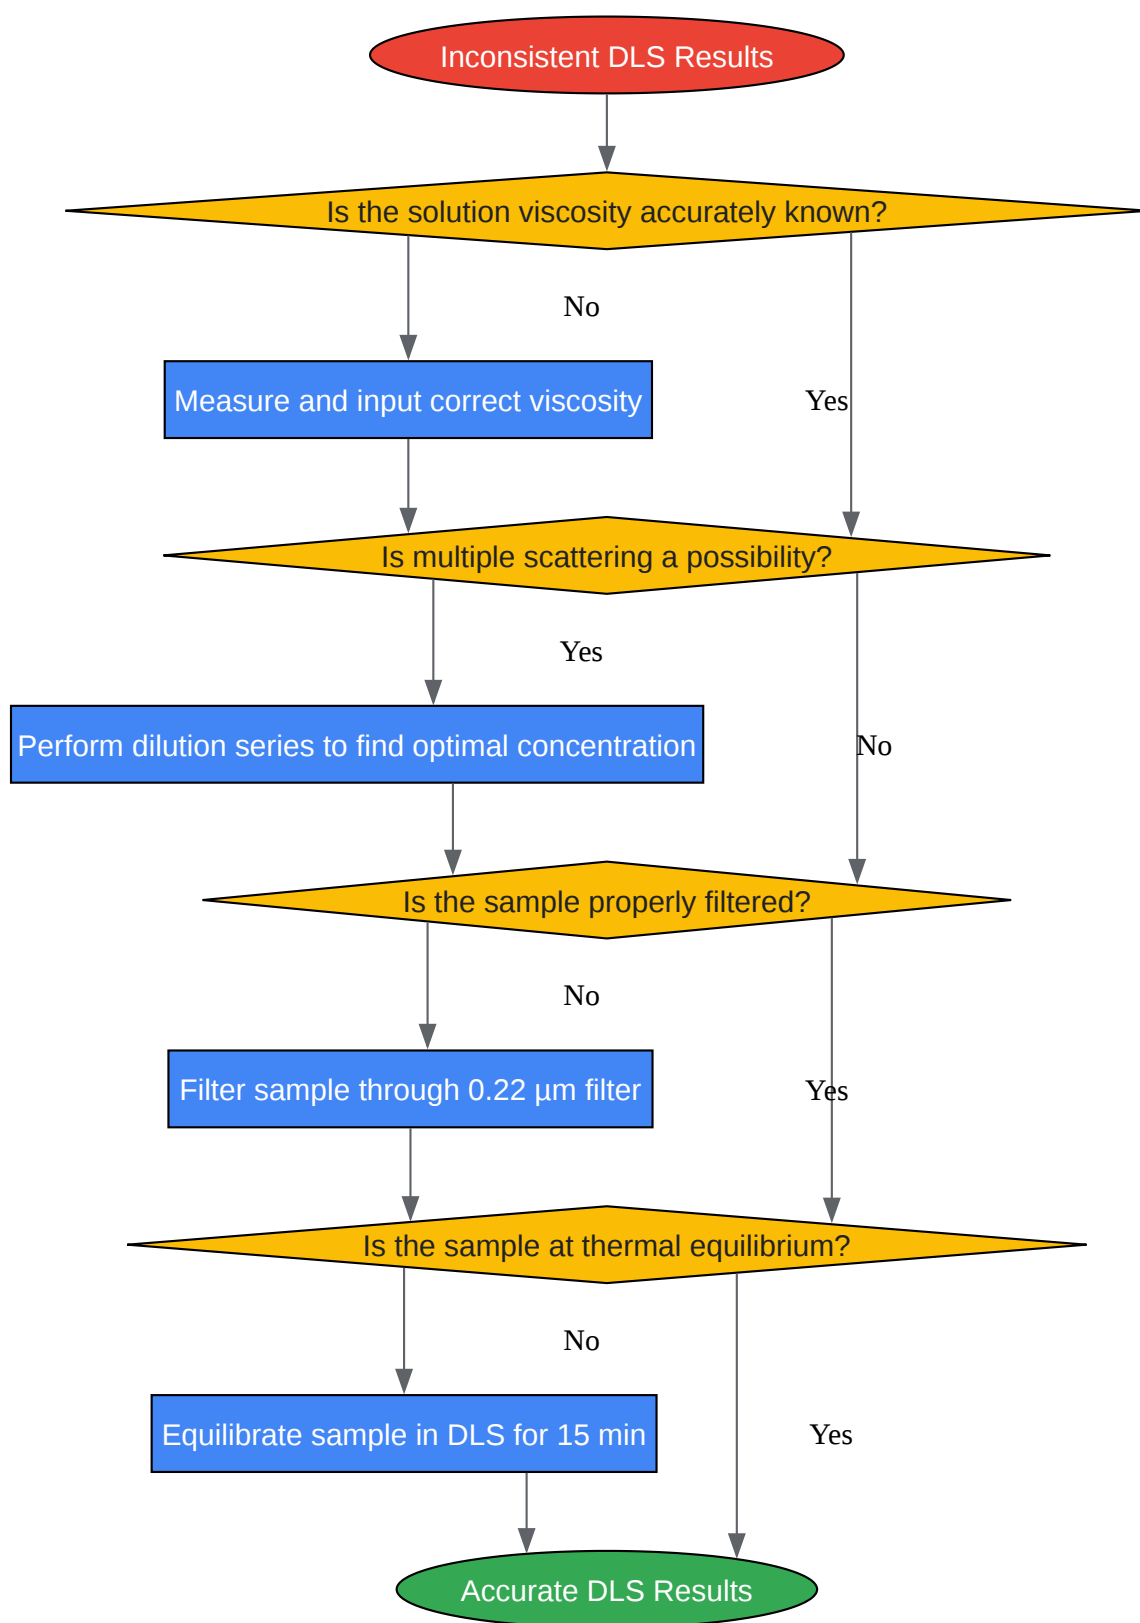 Inconsistent DLS Results
Is the solution viscosity accurately known?
No
Measure and input correct viscosity
Yes
Is multiple scattering a possibility?
Yes
Perform dilution series to find optimal concentration
No
Is the sample properly filtered?
No
Filter sample through 0.22 µm filter
Yes
Is the sample at thermal equilibrium?
No
Equilibrate sample in DLS for 15 min
Yes
Accurate DLS Results